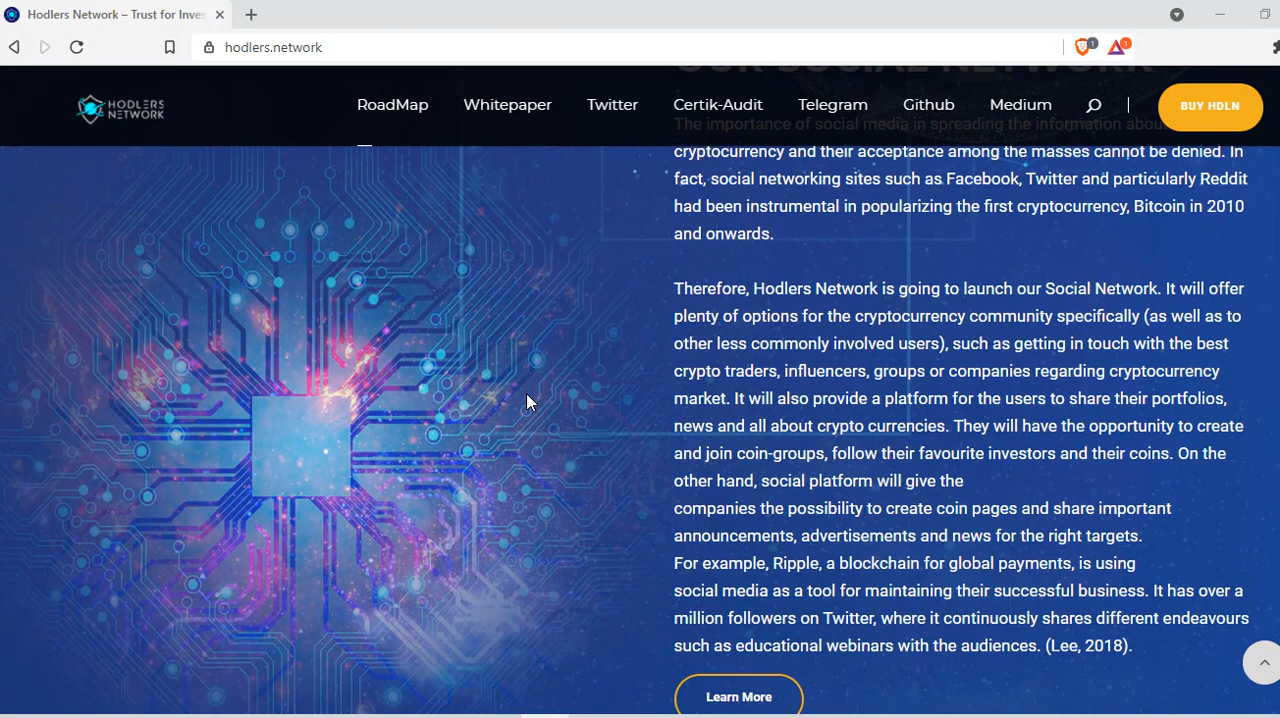 Hodlers Network – Trust for Inves
hodlers.network
1
1
OUR SOCIAL NETWORK
HODLERS
NETWORK
RoadMap
Whitepaper
Twitter
Certik-Audit
Telegram
Github
Medium
BUY HDLN
The importance of social media in spreading the information about
cryptocurrency and their acceptance among the masses cannot be denied. In
fact, social networking sites such as Facebook, Twitter and particularly Reddit
had been instrumental in popularizing the first cryptocurrency, Bitcoin in 2010
and onwards.
Therefore, Hodlers Network is going to launch our Social Network. It will offer
plenty of options for the cryptocurrency community specifically (as well as to
other less commonly involved users), such as getting in touch with the best
crypto traders, influencers, groups or companies regarding cryptocurrency
market. It will also provide a platform for the users to share their portfolios,
news and all about crypto currencies. They will have the opportunity to create
and join coin-groups, follow their favourite investors and their coins. On the
other hand, social platform will give the
companies the possibility to create coin pages and share important
announcements, advertisements and news for the right targets.
For example, Ripple, a blockchain for global payments, is using
social media as a tool for maintaining their successful business. It has over a
million followers on Twitter, where it continuously shares different endeavours
such as educational webinars with the audiences. (Lee, 2018).
Learn More